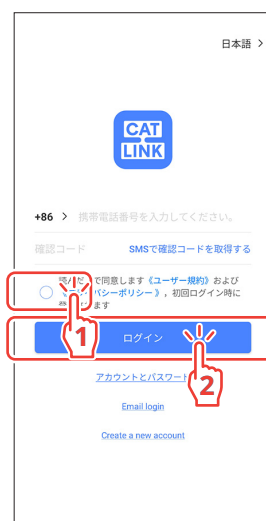 日本語 >
CAT
LINK
+86 > 携帯電話番号を入力してください。
確認コード SMSで確認コードを取得する
で同意します《ユーザー規約》および
バシーポリシー 》，初回ログイン時に
ます
ログイン
1
アカウントとパスワード
2
Email login
Create a new account